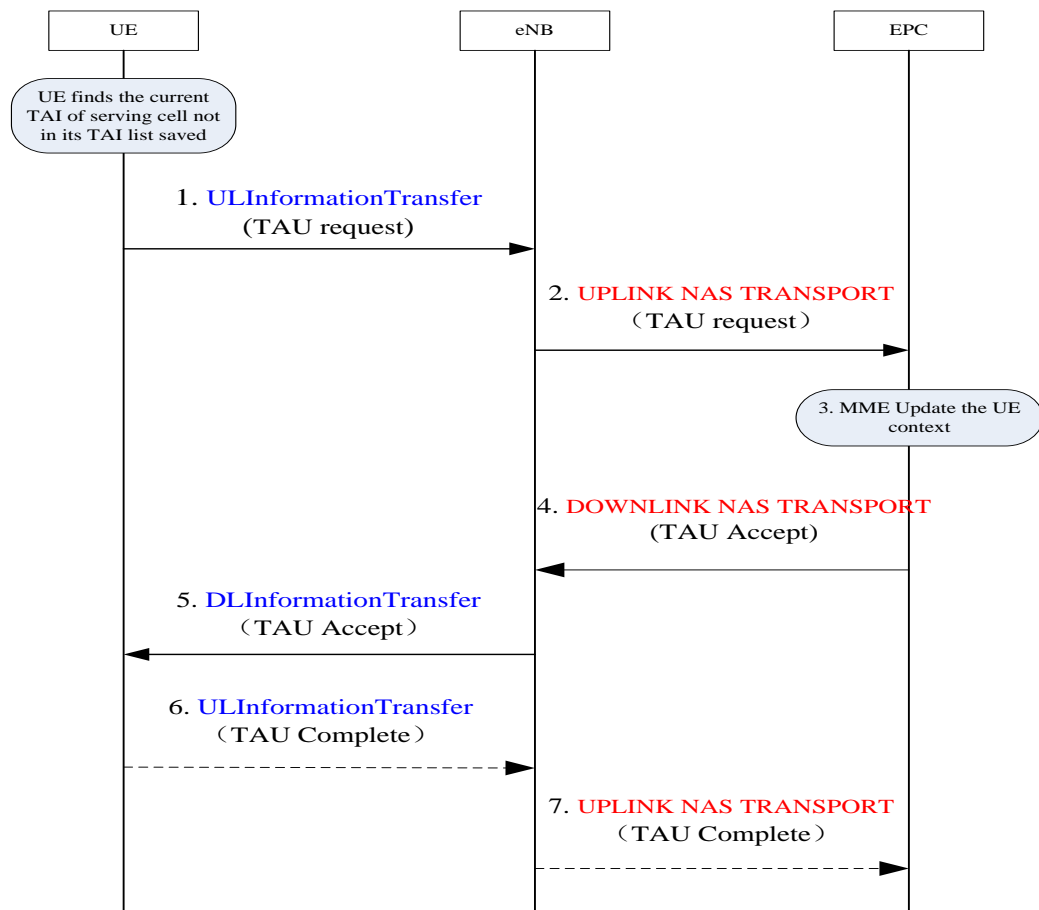 UE
eNB
EPC
UE finds the current
TAI of serving cell not
in its TAI list saved
1. ULInformationTransfer
(TAU request)
2. UPLINK NAS TRANSPORT
（TAU request）
3. MME Update the UE
context
4. DOWNLINK NAS TRANSPORT
(TAU Accept)
5. DLInformationTransfer
（TAU Accept）
6. ULInformationTransfer
（TAU Complete）
7. UPLINK NAS TRANSPORT
（TAU Complete）